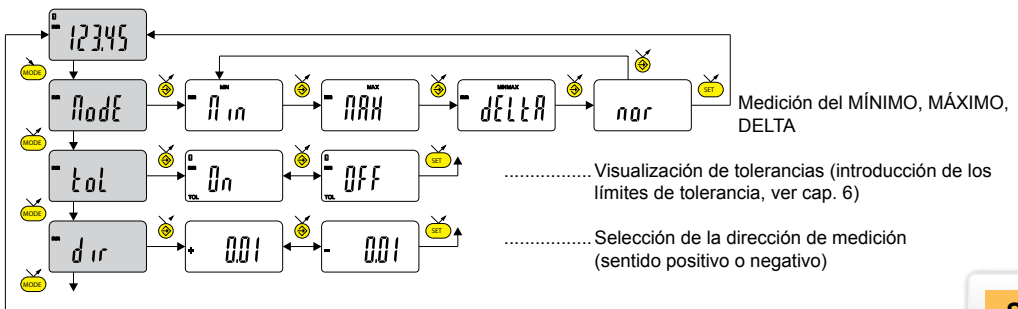 123.45
MODE
MIN
MAX
MINMAX
SET
ModE
M in
MAX
dELtA
nor
Medición del MÍNIMO, MÁXIMO,
DELTA
MODE
tol
On
TOL
OFF
TOL
SET
.................Visualización de tolerancias (introducción de los
límites de tolerancia, ver cap. 6)
MODE
dir
+ 0.01
- 0.01
SET
.................Selección de la dirección de medición
(sentido positivo o negativo)
MODE